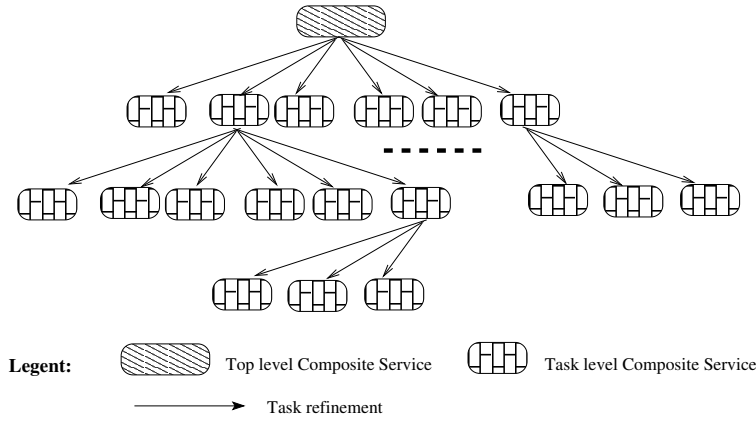 Legent:
Top level Composite Service
Task level Composite Service
Task refinement